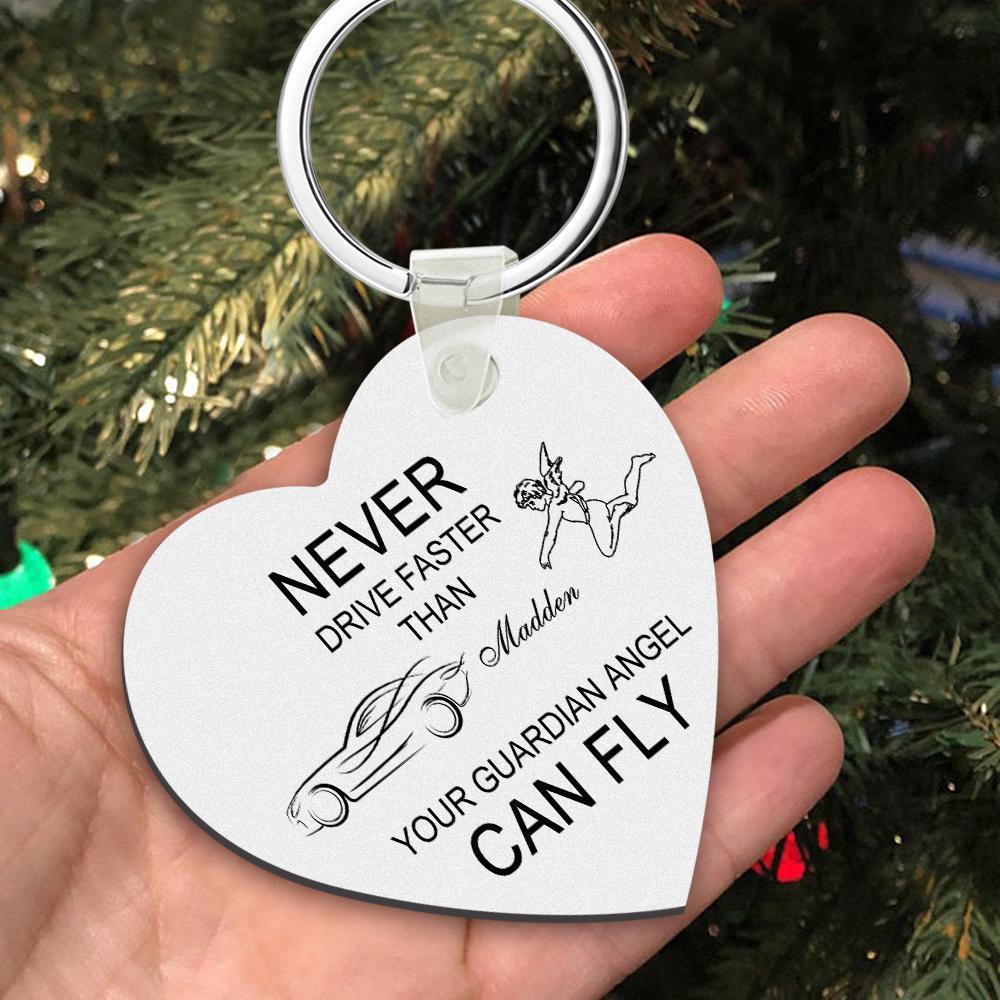 NEVER
DRIVE FASTER
THAN
Madden
YOUR GUARDIAN ANGEL
CAN FLY